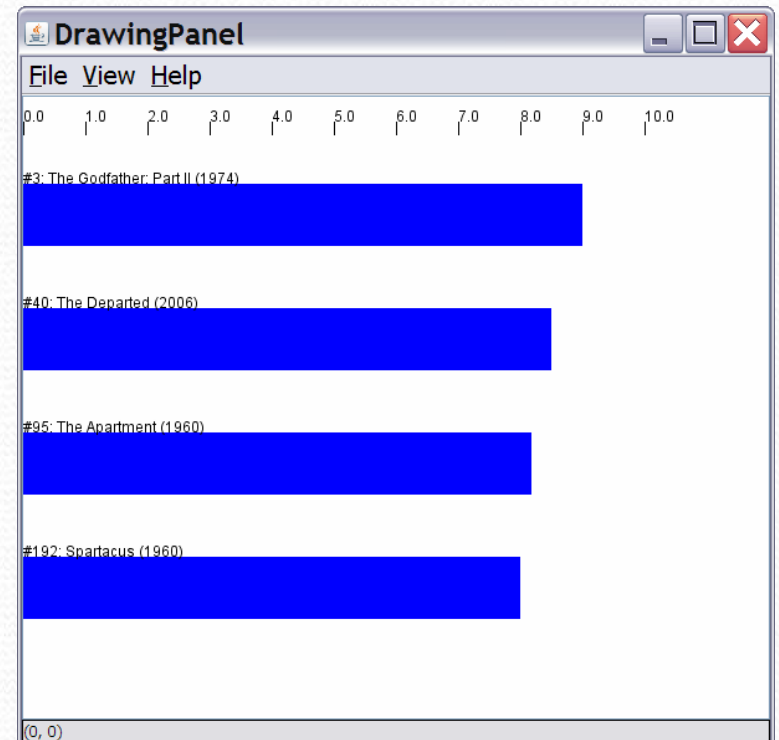 DrawingPanel
File View Help
0.0 1.0 2.0 3.0 4.0 5.0 6.0 7.0 8.0 9.0 10.0
#3: The Godfather: Part II (1974)
#40: The Departed (2006)
#95: The Apartment (1960)
#192: Spartacus (1960)
(0, 0)